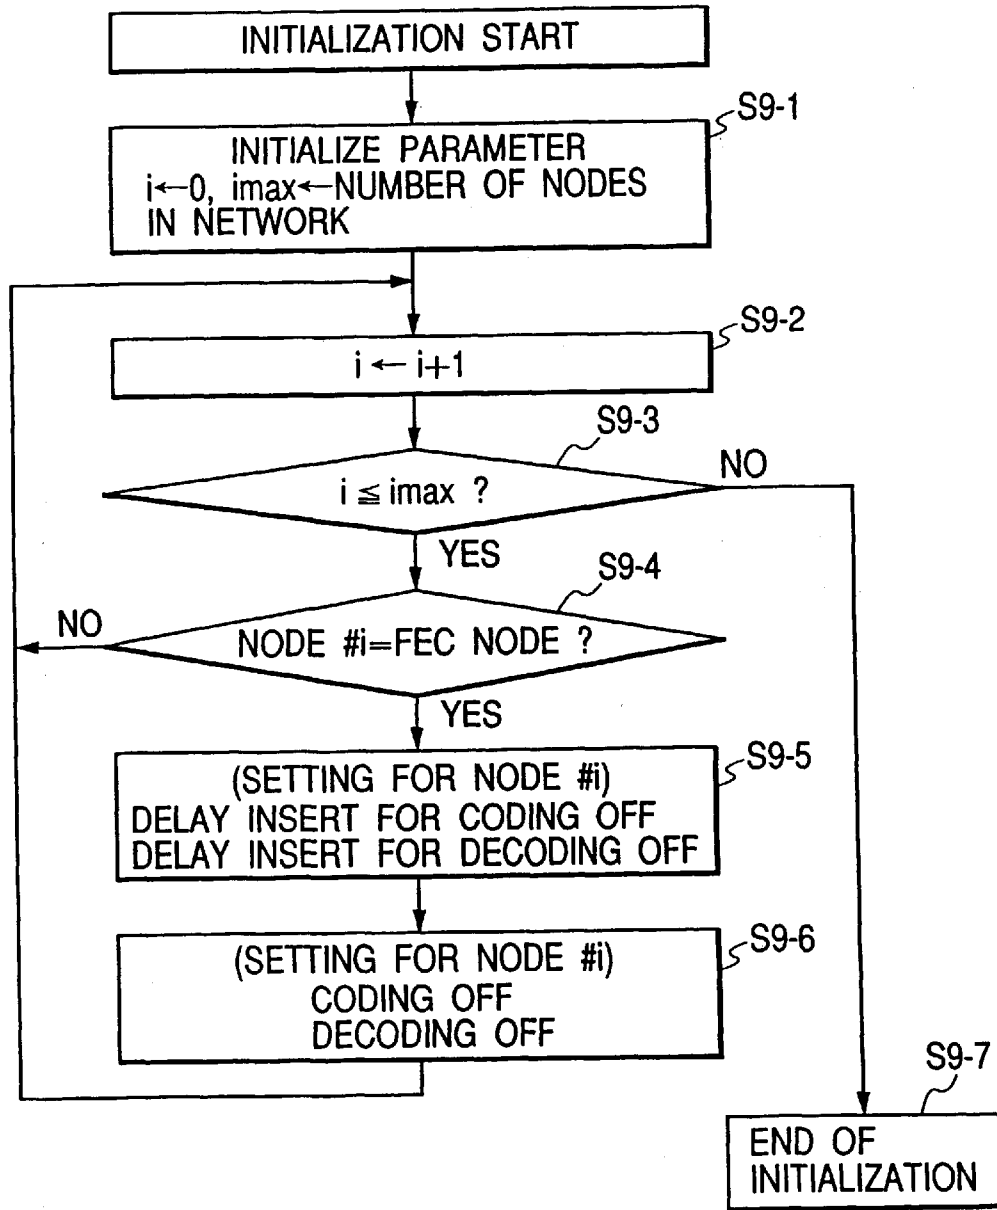 INITIALIZATION START
S9-1
INITIALIZE PARAMETER
i←0, imax←NUMBER OF NODES
IN NETWORK
S9-2
i ← i+1
S9-3
i ≦ imax ?
NO
YES
S9-4
NODE #i=FEC NODE ?
NO
YES
S9-5
(SETTING FOR NODE #i)
DELAY INSERT FOR CODING OFF
DELAY INSERT FOR DECODING OFF
S9-6
(SETTING FOR NODE #i)
CODING OFF
DECODING OFF
S9-7
END OF
INITIALIZATION